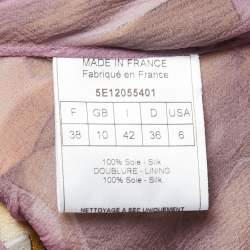 MADE IN FRANCE
Fabriqué en France
5E12055401
F GB I D USA
38 10 42 36 6
100% Soie - Silk
DOUBLURE - LINING
100% Soie - Silk
NETTOYAGE À SEC UNIQUEMENT